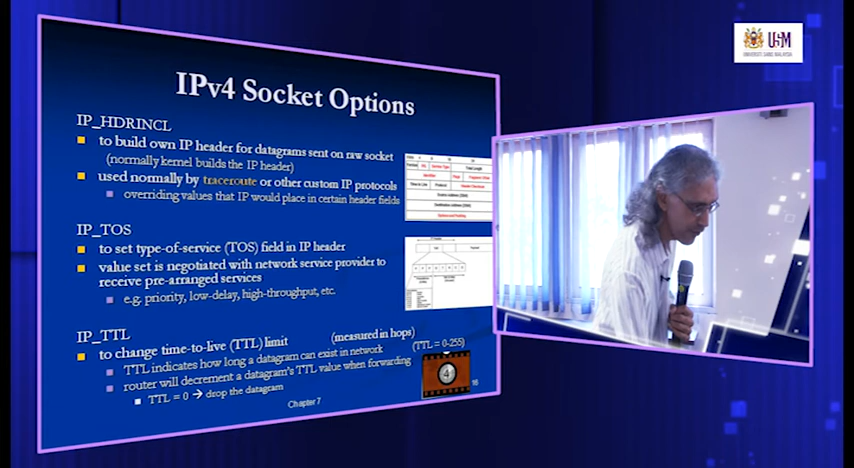 IPv4 Socket Options
USM
UNIVERSITI SAINS MALAYSIA
IP_HDRINCL
to build own IP header for datagrams sent on raw socket
(normally kernel builds the IP header)
used normally by traceroute or other custom IP protocols
overriding values that IP would place in certain header fields
IP_TOS
to set type-of-service (TOS) field in IP header
value set is negotiated with network service provider to
receive pre-arranged services
e.g. priority, low-delay, high-throughput, etc.
IP_TTL
to change time-to-live (TTL) limit (measured in hops)
TTL indicates how long a datagram can exist in network (TTL = 0-255)
router will decrement a datagram's TTL value when forwarding
TTL = 0 → drop the datagram
4
Chapter 7
16